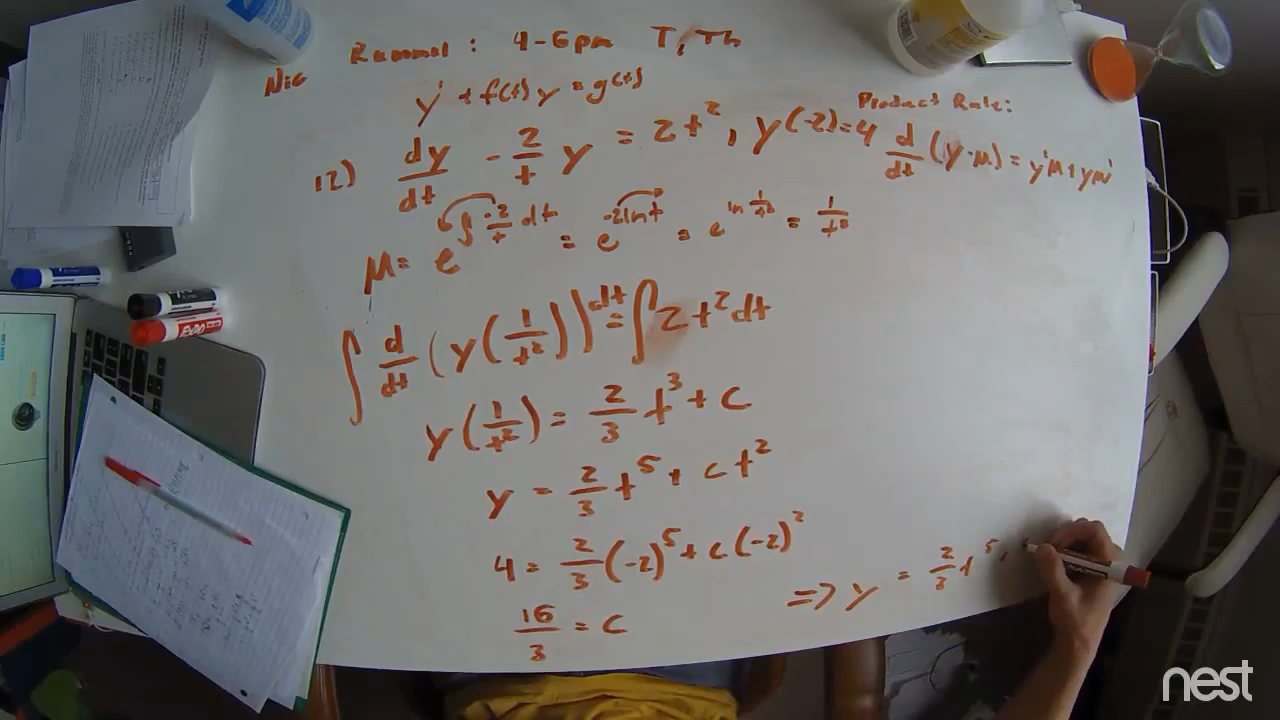 Rammel : 4-6pm T, Th
Nic
y' + f(t) y = g(t)
Product Rule:
12) dy/dt - 2/t y = 2t², y(-2)=4
d/dt (y·μ) = y'μ + yμ'
μ = e^(∫ -2/t dt) = e^(-2lnt) = e^(ln 1/t²) = 1/t²
∫ d/dt (y(1/t²)) dt = ∫ 2t² dt
y(1/t²) = 2/3 t³ + c
y = 2/3 t⁵ + ct²
4 = 2/3 (-2)⁵ + c(-2)²
16/3 = c
=> y = 2/3 t⁵
EXPO
nest